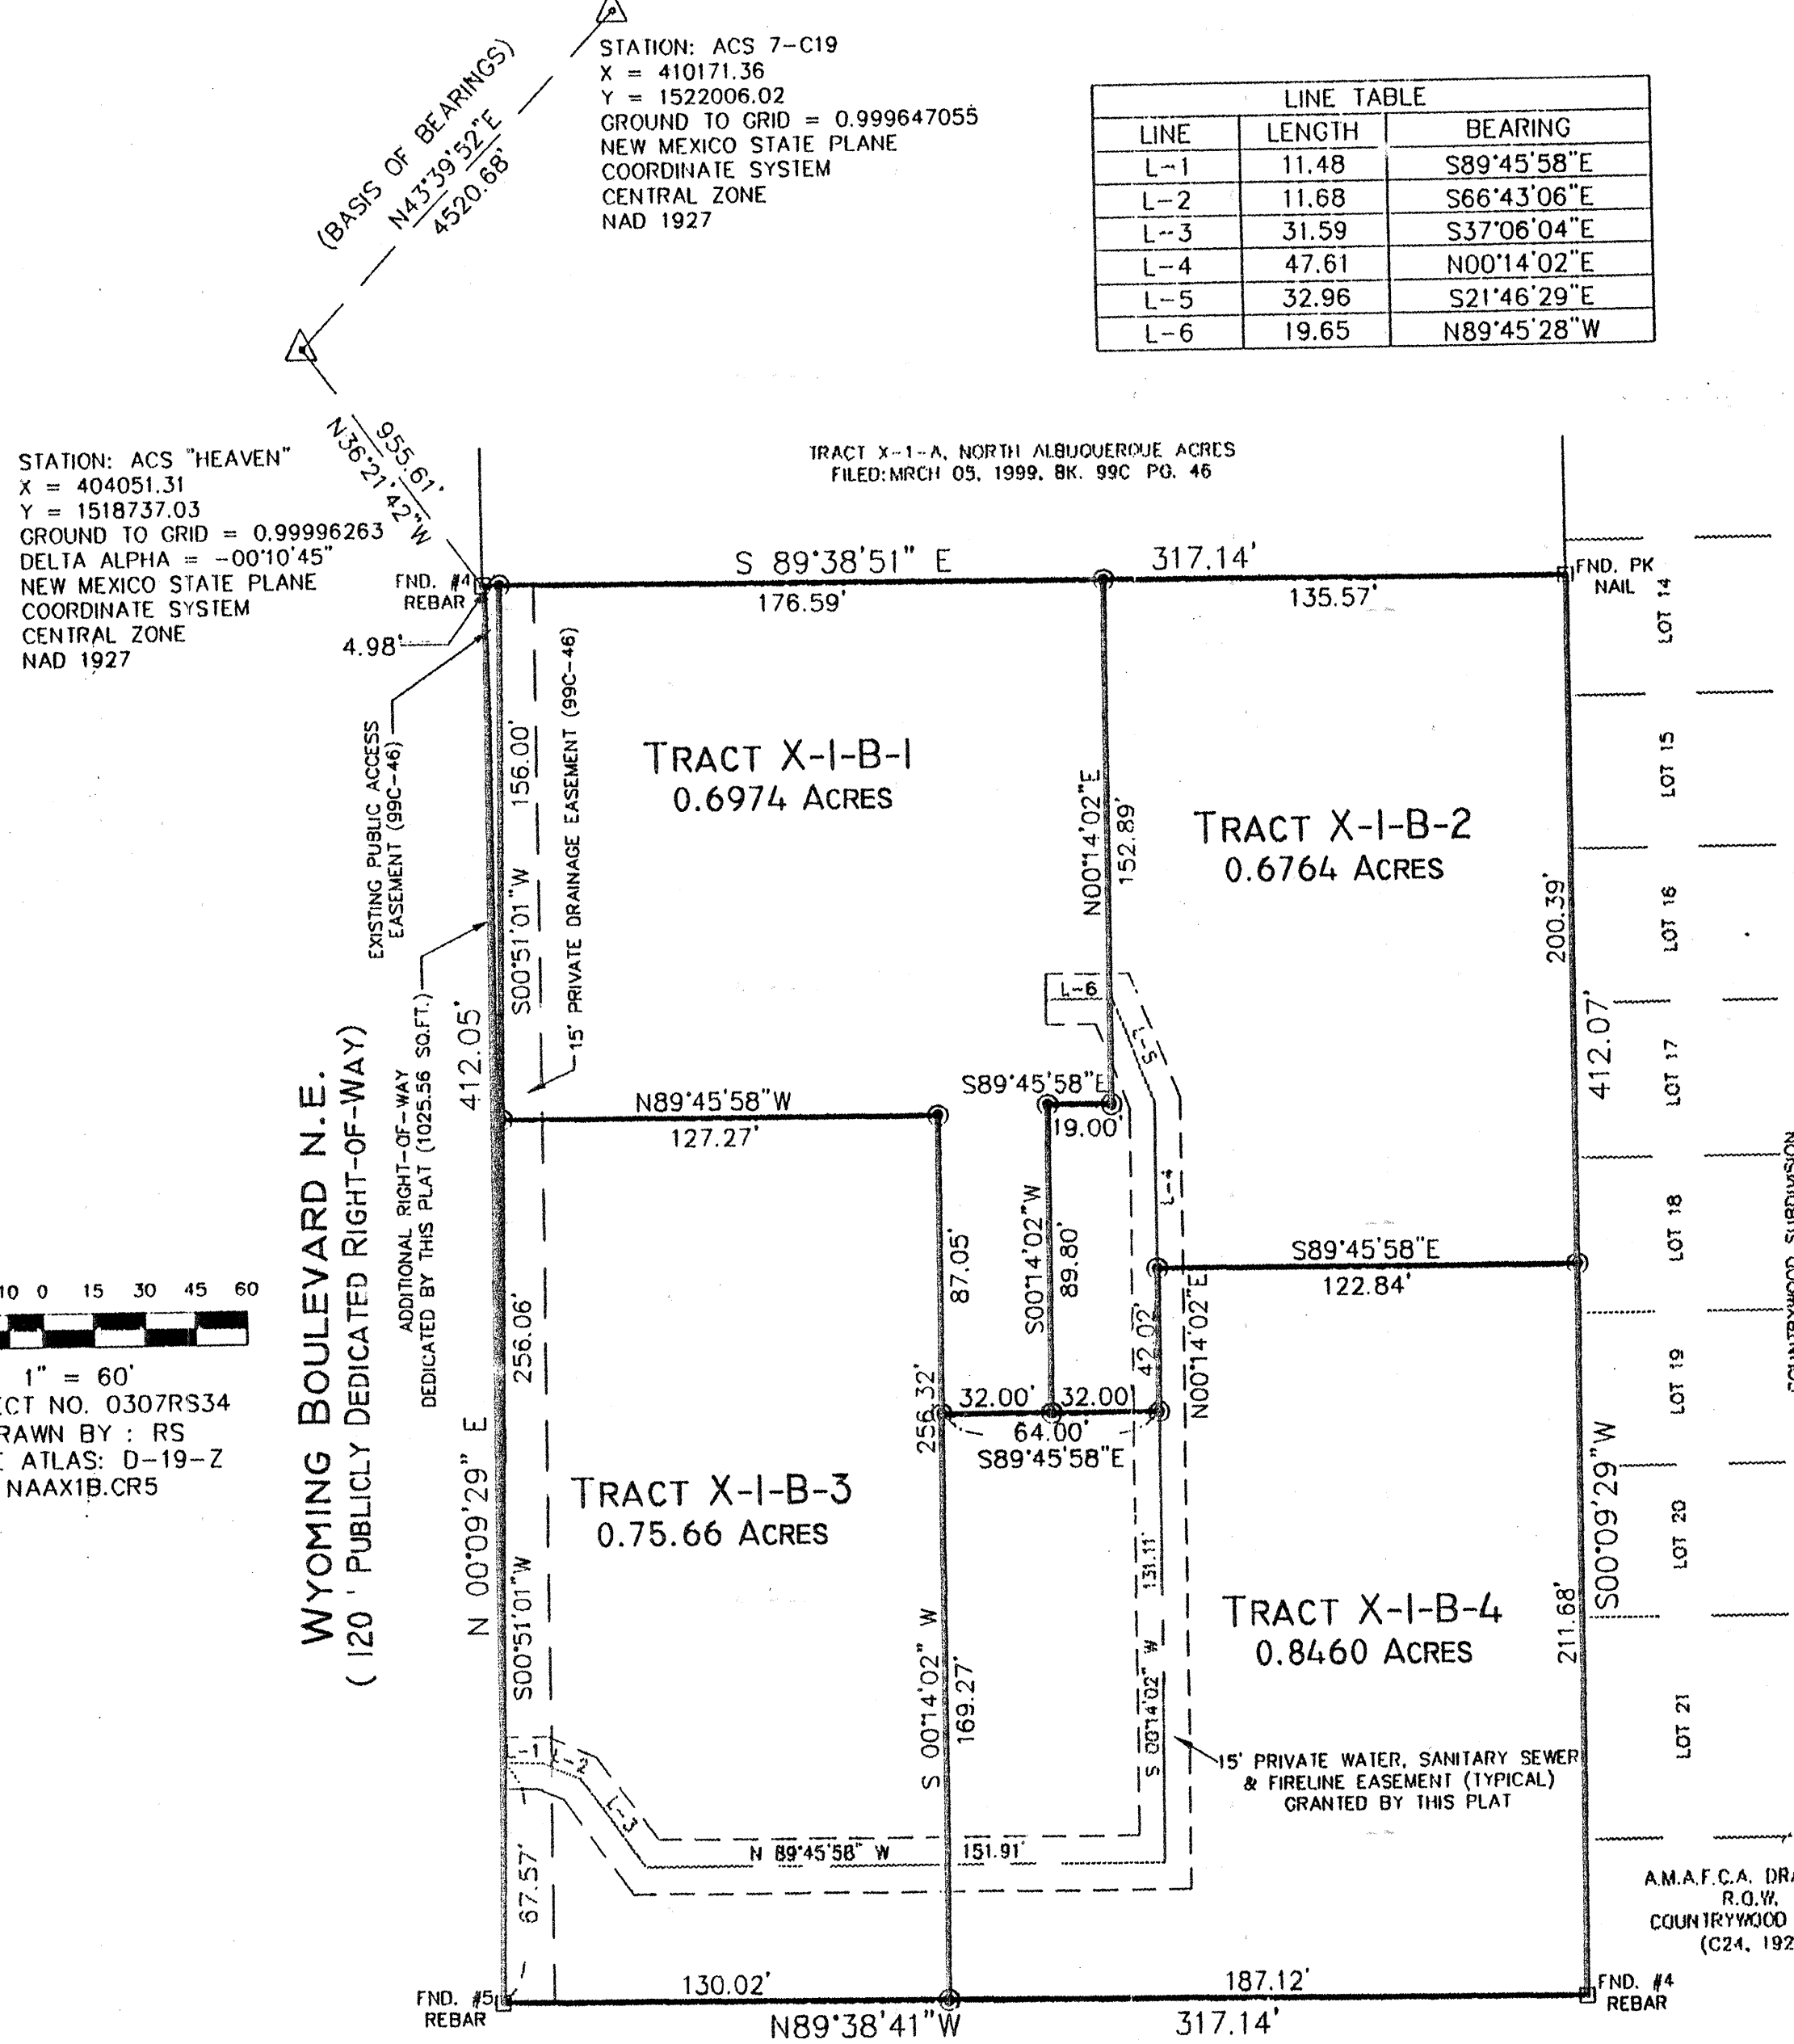 STATION: ACS 7-C19
X = 410171.36
Y = 1522006.02
GROUND TO GRID = 0.999647055
NEW MEXICO STATE PLANE
COORDINATE SYSTEM
CENTRAL ZONE
NAD 1927
(BASIS OF BEARINGS)
N43°39'52"E
4520.68'
LINE TABLE
LINE LENGTH BEARING
L-1 11.48 S89°45'58"E
L-2 11.68 S66°43'06"E
L-3 31.59 S37°06'04"E
L-4 47.61 N00°14'02"E
L-5 32.96 S21°46'29"E
L-6 19.65 N89°45'28"W
955.61'
N36°21'42"W
STATION: ACS "HEAVEN"
X = 404051.31
Y = 1518737.03
GROUND TO GRID = 0.99996263
DELTA ALPHA = -00°10'45"
NEW MEXICO STATE PLANE
COORDINATE SYSTEM
CENTRAL ZONE
NAD 1927
TRACT X-1-A, NORTH ALBUQUERQUE ACRES
FILED: MRCH 05, 1999, BK. 99C PG. 46
FND. #4
REBAR
S 89°38'51" E 317.14'
176.59'
135.57'
FND. PK
NAIL
4.98'
EXISTING PUBLIC ACCESS
EASEMENT (99C-46)
156.00'
S00°51'01"W
15' PRIVATE DRAINAGE EASEMENT (99C-46)
TRACT X-1-B-1
0.6974 ACRES
N00°14'02"E
152.89'
TRACT X-1-B-2
0.6764 ACRES
200.39'
412.07'
LOT 14
LOT 15
LOT 16
LOT 17
LOT 18
LOT 19
LOT 20
LOT 21
COUNTRYWOOD SUBDIVISION
L-6
L-5
L-4
S89°45'58"E
19.00'
N89°45'58"W
127.27'
WYOMING BOULEVARD N.E.
( 120 ' PUBLICLY DEDICATED RIGHT-OF-WAY)
ADDITIONAL RIGHT-OF-WAY
DEDICATED BY THIS PLAT (1025.56 SQ.FT.)
412.05'
N 00°09'29" E
256.06'
S00°51'01"W
87.05'
S00°14'02"W
89.80'
S89°45'58"E
122.84'
42.02'
N00°14'02"E
256.32'
32.00' 32.00'
64.00'
S89°45'58"E
10 0 15 30 45 60
1" = 60'
ECT NO. 0307RS34
RAWN BY : RS
E ATLAS: D-19-Z
NAAX1B.CR5
TRACT X-1-B-3
0.75.66 ACRES
S 00°14'02" W
169.27'
131.11'
S 00°14'02" W
TRACT X-1-B-4
0.8460 ACRES
211.68'
S00°09'29"W
15' PRIVATE WATER, SANITARY SEWER
& FIRELINE EASEMENT (TYPICAL)
GRANTED BY THIS PLAT
L-1
L-2
L-3
N 89°45'58" W 151.91'
67.57'
A.M.A.F.C.A. DRA
R.O.W.
COUNTRYWOOD
(C24, 192
FND. #5
REBAR
130.02'
187.12'
N89°38'41"W 317.14'
FND. #4
REBAR